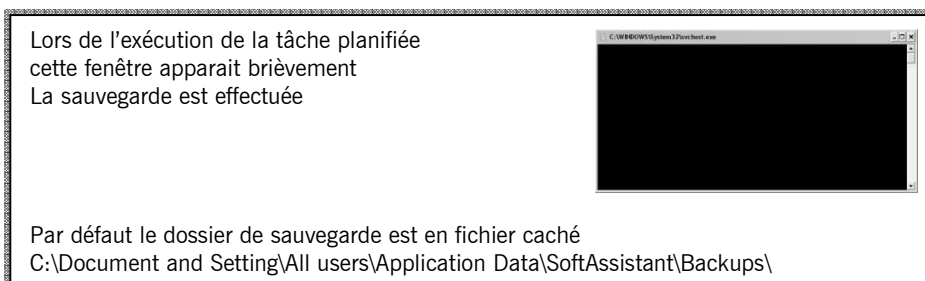 Lors de l'exécution de la tâche planifiée
cette fenêtre apparait brièvement
La sauvegarde est effectuée
C:\WINDOWS\System32\svchost.exe
Par défaut le dossier de sauvegarde est en fichier caché
C:\Document and Setting\All users\Application Data\SoftAssistant\Backups\